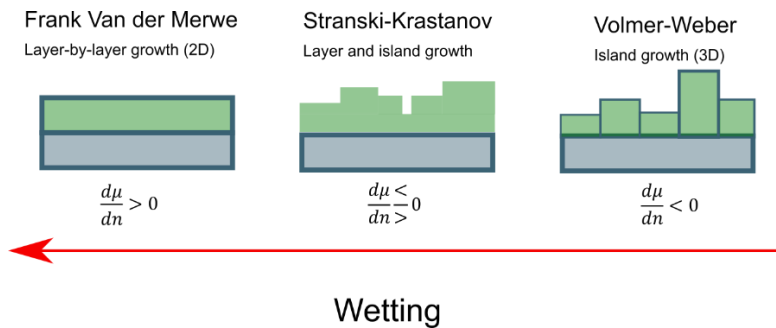 Frank Van der Merwe
Layer-by-layer growth (2D)
Stranski-Krastanov
Layer and island growth
Volmer-Weber
Island growth (3D)
dμ/dn > 0
dμ/dn <> 0
dμ/dn < 0
Wetting